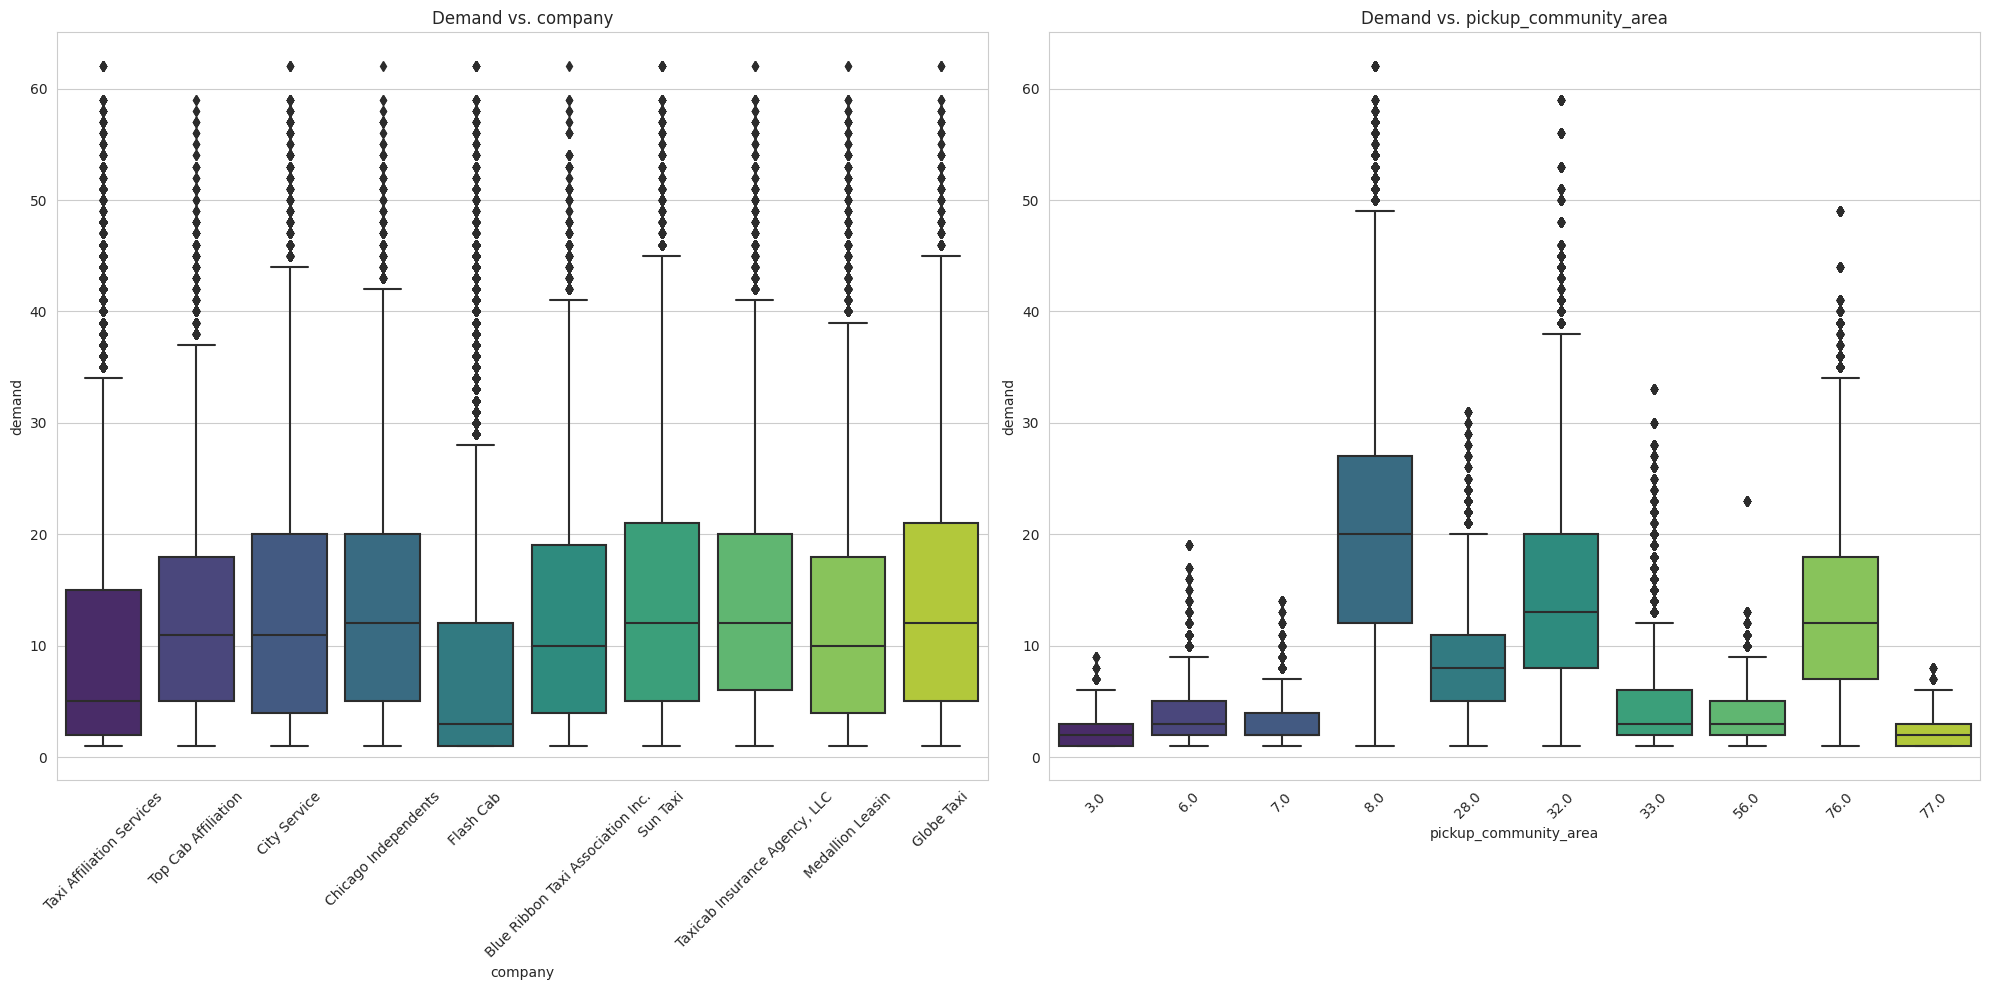 Demand vs. company
demand
60
50
40
30
20
10
0
Taxi Affiliation Services
Top Cab Affiliation
City Service
Chicago Independents
Flash Cab
Blue Ribbon Taxi Association Inc.
Sun Taxi
Taxicab Insurance Agency, LLC
Medallion Leasin
Globe Taxi
company
Demand vs. pickup_community_area
demand
60
50
40
30
20
10
0
3.0
6.0
7.0
8.0
28.0
32.0
33.0
56.0
76.0
77.0
pickup_community_area